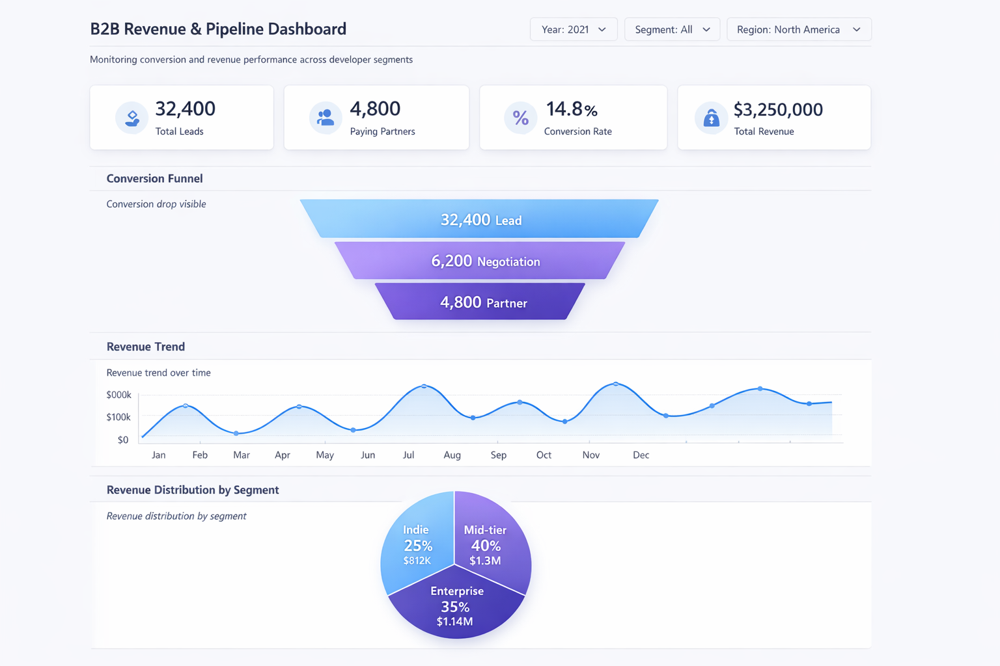 B2B Revenue & Pipeline Dashboard
Year: 2021
Segment: All
Region: North America
Monitoring conversion and revenue performance across developer segments
32,400
Total Leads
4,800
Paying Partners
%
14.8%
Conversion Rate
$3,250,000
Total Revenue
Conversion Funnel
Conversion drop visible
32,400 Lead
6,200 Negotiation
4,800 Partner
Revenue Trend
Revenue trend over time
$000k
$100k
$0
Jan Feb Mar Apr May Jun Jul Aug Sep Oct Nov Dec
Revenue Distribution by Segment
Revenue distribution by segment
Indie
25%
$812K
Mid-tier
40%
$1.3M
Enterprise
35%
$1.14M